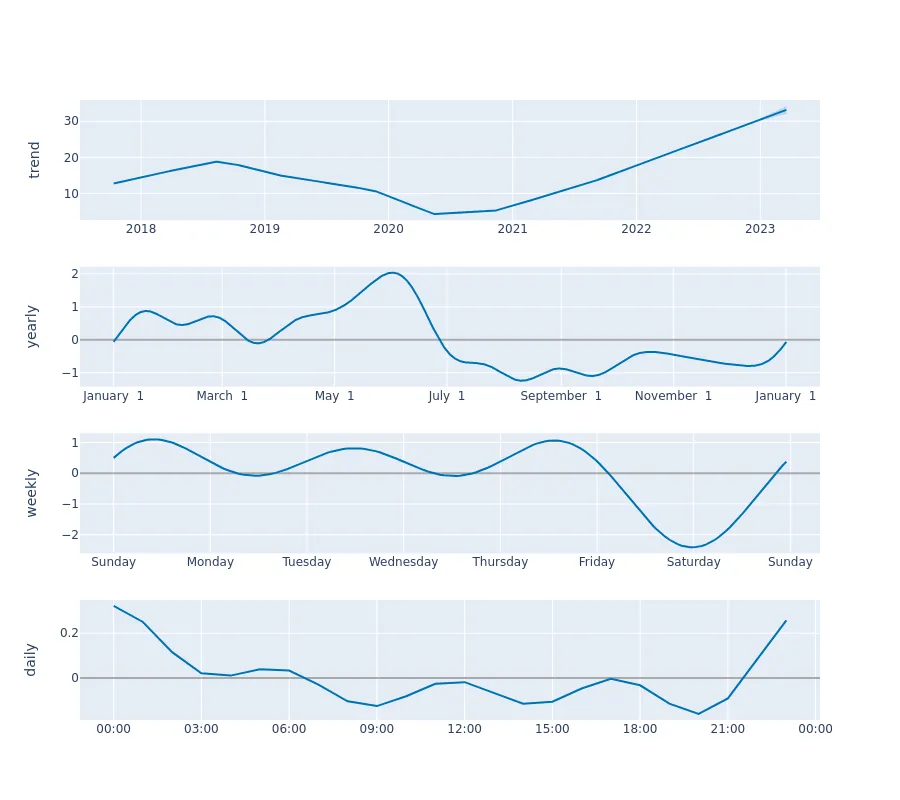 trend
30
20
10
2018 2019 2020 2021 2022 2023
yearly
2
1
0
−1
January 1 March 1 May 1 July 1 September 1 November 1 January 1
weekly
1
0
−1
−2
Sunday Monday Tuesday Wednesday Thursday Friday Saturday Sunday
daily
0.2
0
00:00 03:00 06:00 09:00 12:00 15:00 18:00 21:00 00:00